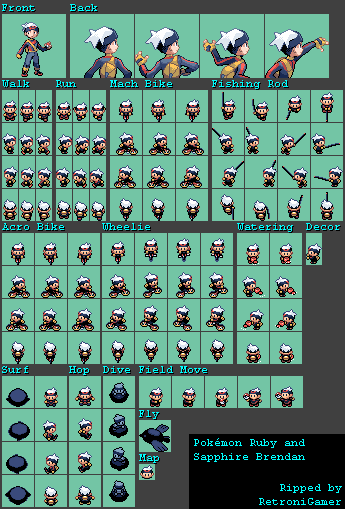 Front
Back
Walk
Run
Mach Bike
Fishing Rod
Acro Bike
Wheelie
Watering
Decor
Surf
Hop
Dive
Field Move
Fly
Map
Pokémon Ruby and
Sapphire Brendan
Ripped by
RetroniGamer